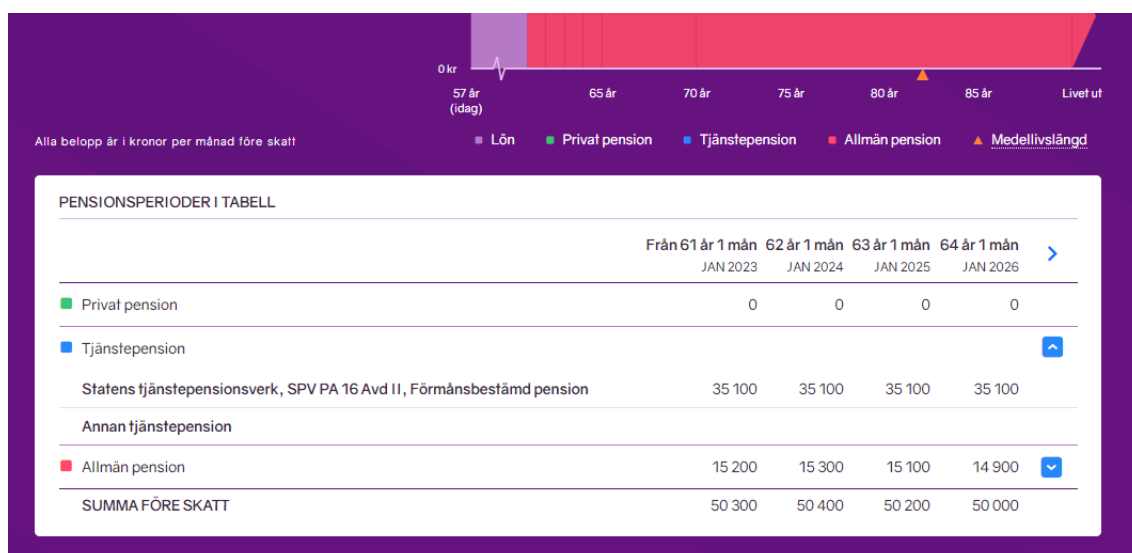 0 kr
57 år 65 år 70 år 75 år 80 år 85 år Livet ut
(idag)
Alla belopp är i kronor per månad före skatt
Lön Privat pension Tjänstepension Allmän pension Medellivslängd
PENSIONSPERIODER I TABELL
Från 61 år 1 mån 62 år 1 mån 63 år 1 mån 64 år 1 mån
JAN 2023 JAN 2024 JAN 2025 JAN 2026
Privat pension 0 0 0 0
Tjänstepension
Statens tjänstepensionsverk, SPV PA 16 Avd II, Förmånsbestämd pension 35 100 35 100 35 100 35 100
Annan tjänstepension
Allmän pension 15 200 15 300 15 100 14 900
SUMMA FÖRE SKATT 50 300 50 400 50 200 50 000